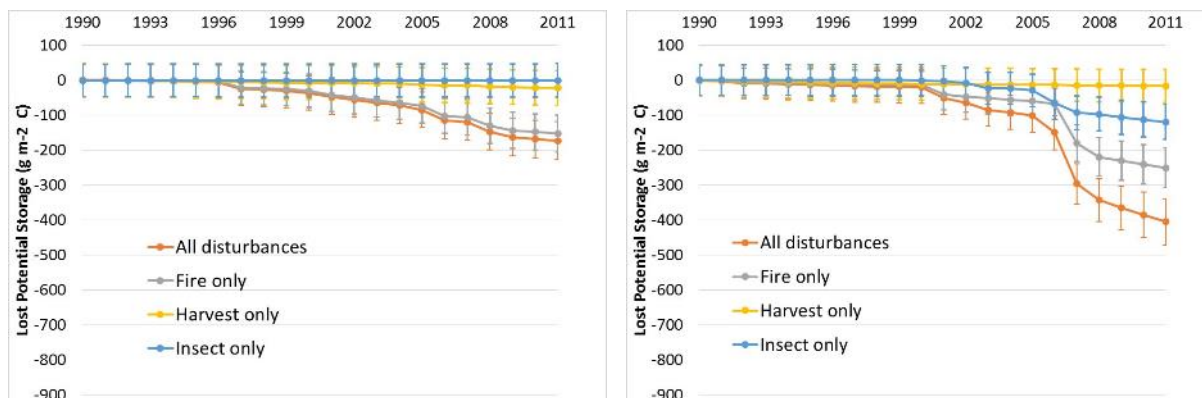 1990 1993 1996 1999 2002 2005 2008 2011
100
0
-100
-200
-300
-400
-500
-600
-700
-800
-900
Lost Potential Storage (g m-2 C)
All disturbances
Fire only
Harvest only
Insect only
1990 1993 1996 1999 2002 2005 2008 2011
100
0
-100
-200
-300
-400
-500
-600
-700
-800
-900
Lost Potential Storage (g m-2 C)
All disturbances
Fire only
Harvest only
Insect only